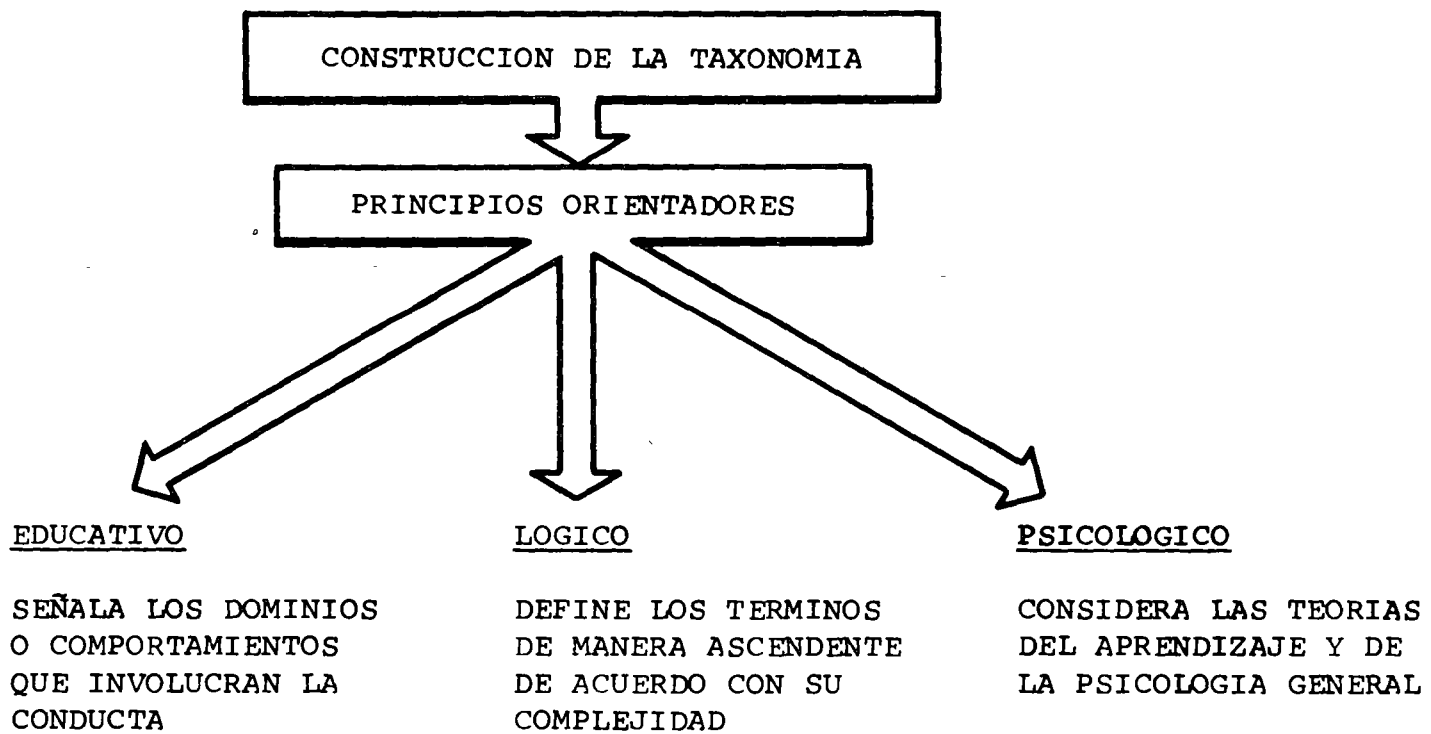 CONSTRUCCION DE LA TAXONOMIA
PRINCIPIOS ORIENTADORES
EDUCATIVO
SEÑALA LOS DOMINIOS
O COMPORTAMIENTOS
QUE INVOLUCRAN LA
CONDUCTA
LOGICO
DEFINE LOS TERMINOS
DE MANERA ASCENDENTE
DE ACUERDO CON SU
COMPLEJIDAD
PSICOLOGICO
CONSIDERA LAS TEORIAS
DEL APRENDIZAJE Y DE
LA PSICOLOGIA GENERAL